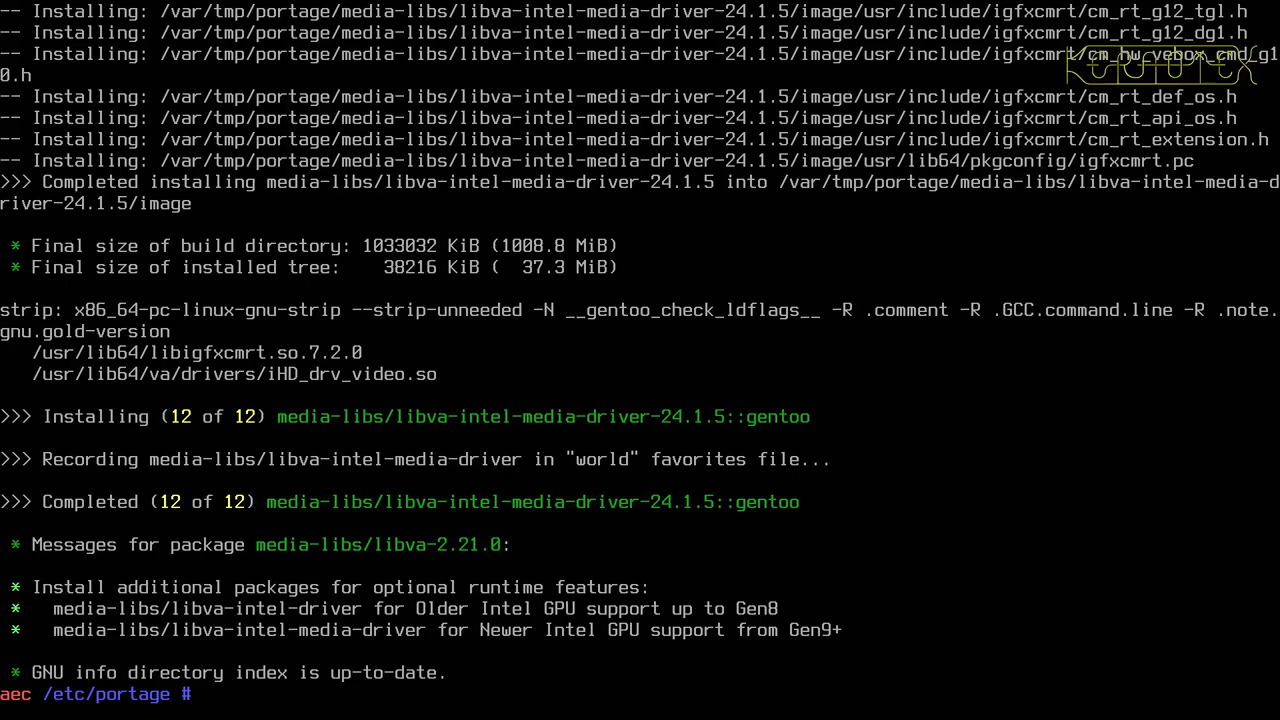 -- Installing: /var/tmp/portage/media-libs/libva-intel-media-driver-24.1.5/image/usr/include/igfxcmrt/cm_rt_g12_tgl.h
-- Installing: /var/tmp/portage/media-libs/libva-intel-media-driver-24.1.5/image/usr/include/igfxcmrt/cm_rt_g12_dg1.h
-- Installing: /var/tmp/portage/media-libs/libva-intel-media-driver-24.1.5/image/usr/include/igfxcmrt/cm_hw_vebox_cmd_g1
0.h
-- Installing: /var/tmp/portage/media-libs/libva-intel-media-driver-24.1.5/image/usr/include/igfxcmrt/cm_rt_def_os.h
-- Installing: /var/tmp/portage/media-libs/libva-intel-media-driver-24.1.5/image/usr/include/igfxcmrt/cm_rt_api_os.h
-- Installing: /var/tmp/portage/media-libs/libva-intel-media-driver-24.1.5/image/usr/include/igfxcmrt/cm_rt_extension.h
-- Installing: /var/tmp/portage/media-libs/libva-intel-media-driver-24.1.5/image/usr/lib64/pkgconfig/igfxcmrt.pc
>>> Completed installing media-libs/libva-intel-media-driver-24.1.5 into /var/tmp/portage/media-libs/libva-intel-media-d
river-24.1.5/image
* Final size of build directory: 1033032 KiB (1008.8 MiB)
* Final size of installed tree:    38216 KiB (  37.3 MiB)
strip: x86_64-pc-linux-gnu-strip --strip-unneeded -N __gentoo_check_ldflags__ -R .comment -R .GCC.command.line -R .note.
gnu.gold-version
/usr/lib64/libigfxcmrt.so.7.2.0
/usr/lib64/va/drivers/iHD_drv_video.so
>>> Installing (12 of 12) media-libs/libva-intel-media-driver-24.1.5::gentoo
>>> Recording media-libs/libva-intel-media-driver in "world" favorites file...
>>> Completed (12 of 12) media-libs/libva-intel-media-driver-24.1.5::gentoo
* Messages for package media-libs/libva-2.21.0:
* Install additional packages for optional runtime features:
*   media-libs/libva-intel-driver for Older Intel GPU support up to Gen8
*   media-libs/libva-intel-media-driver for Newer Intel GPU support from Gen9+
* GNU info directory index is up-to-date.
aec /etc/portage #